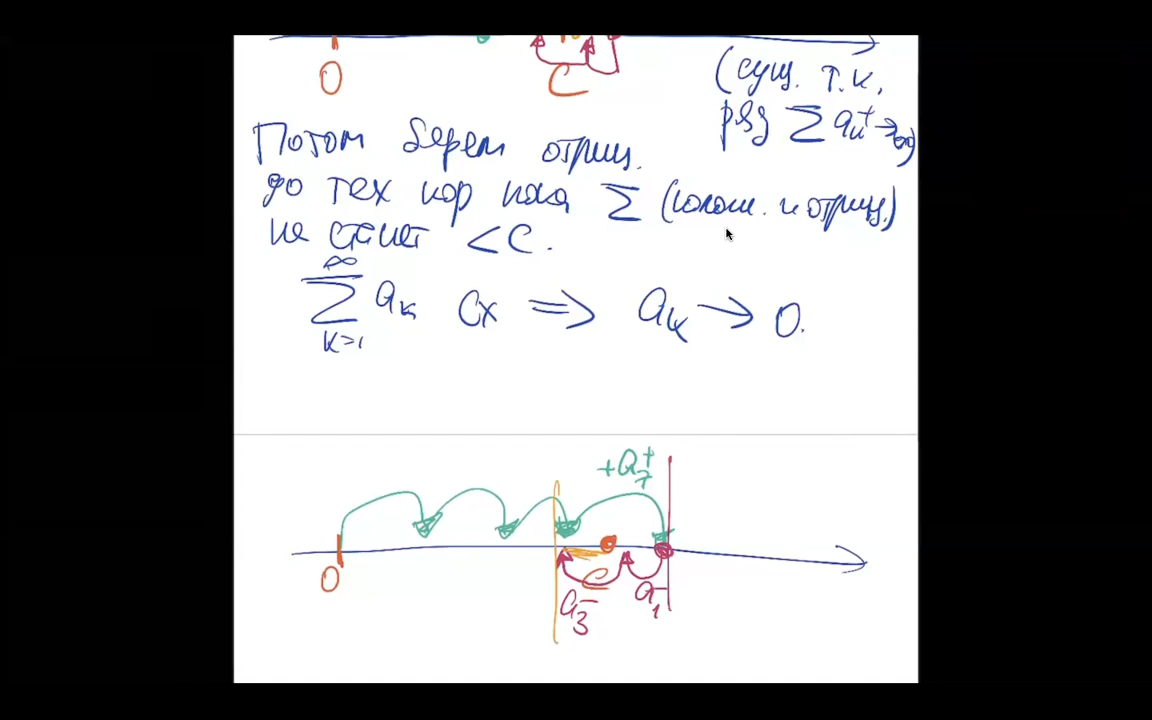 0
C
(сущ. т.к.
ряд ∑ aₙ⁺→∞)
Потом берем отриц.
до тех пор пока ∑ (полож. и отриц.)
не станет < C.
∞
∑ aₖ сх ⇒ aₖ → 0.
k=1
+a₇⁺
0
C
a₃⁻
a₁⁻